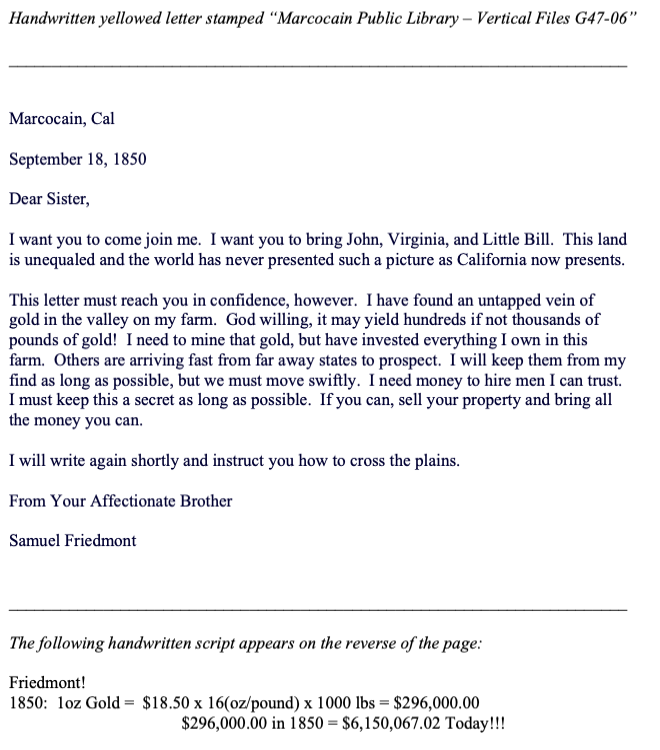 Handwritten yellowed letter stamped “Marcocain Public Library – Vertical Files G47-06”
Marcocain, Cal
September 18, 1850
Dear Sister,
I want you to come join me.  I want you to bring John, Virginia, and Little Bill.  This land
is unequaled and the world has never presented such a picture as California now presents.
This letter must reach you in confidence, however.  I have found an untapped vein of
gold in the valley on my farm.  God willing, it may yield hundreds if not thousands of
pounds of gold!  I need to mine that gold, but have invested everything I own in this
farm.  Others are arriving fast from far away states to prospect.  I will keep them from my
find as long as possible, but we must move swiftly.  I need money to hire men I can trust.
I must keep this a secret as long as possible.  If you can, sell your property and bring all
the money you can.
I will write again shortly and instruct you how to cross the plains.
From Your Affectionate Brother
Samuel Friedmont
The following handwritten script appears on the reverse of the page:
Friedmont!
1850:  1oz Gold =  $18.50 x 16(oz/pound) x 1000 lbs = $296,000.00
$296,000.00 in 1850 = $6,150,067.02 Today!!!